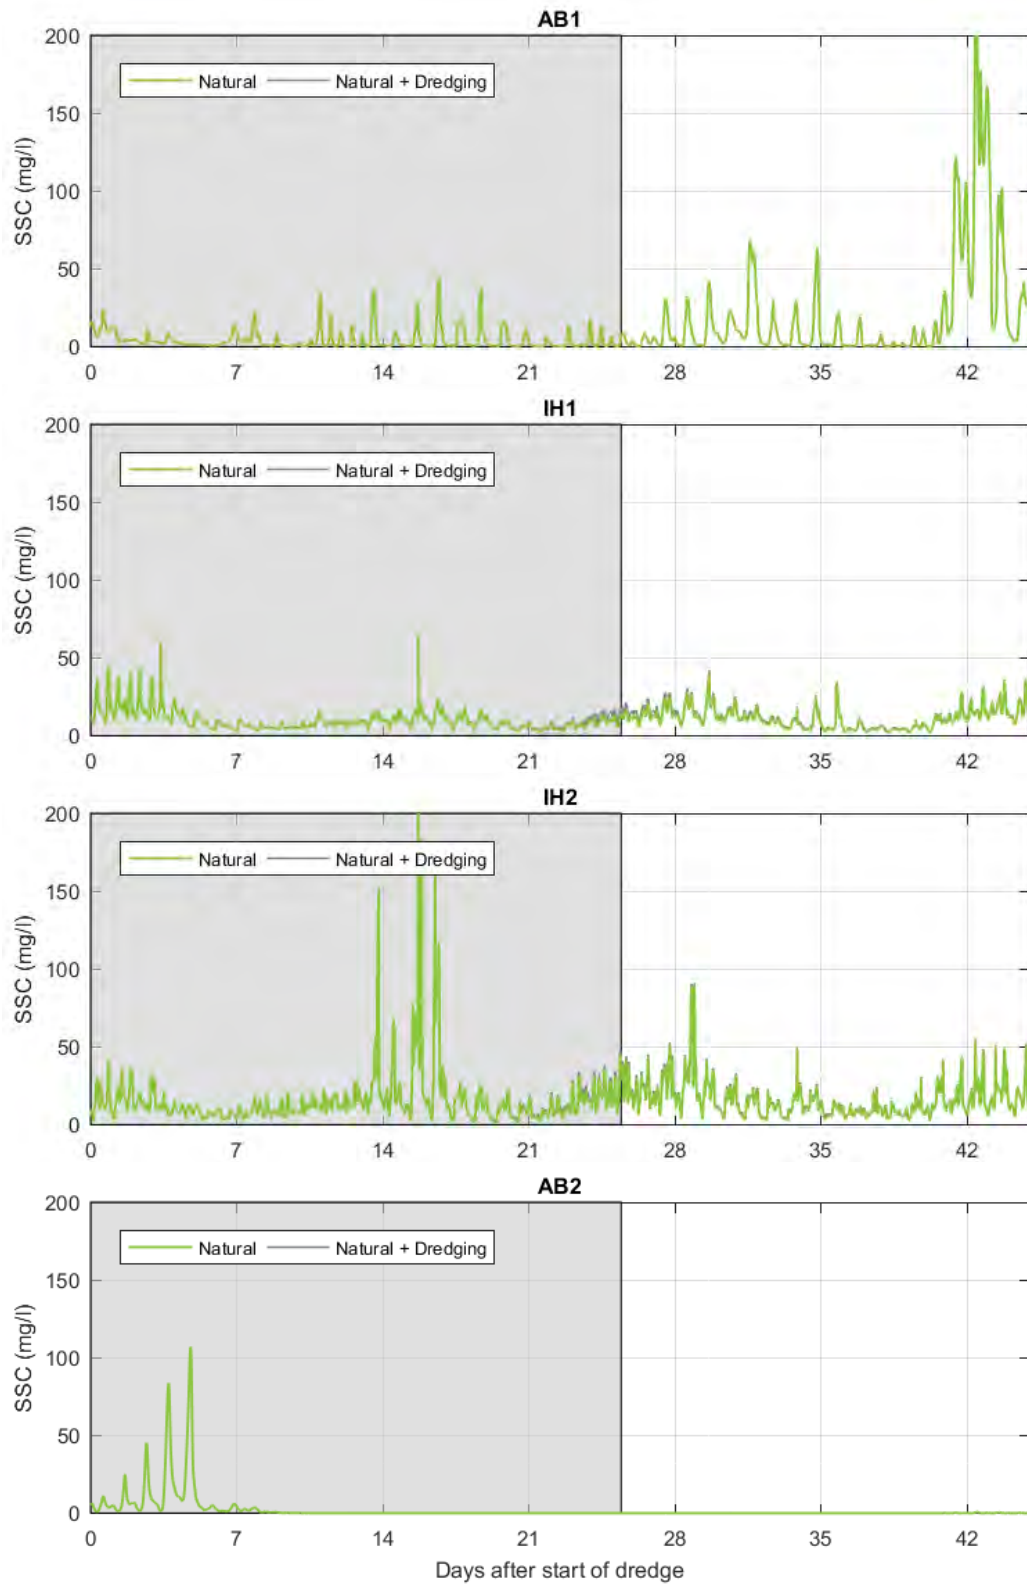 AB1
200
150
100
50
0
SSC (mg/l)
Natural Natural + Dredging
0 7 14 21 28 35 42
IH1
200
150
100
50
0
SSC (mg/l)
Natural Natural + Dredging
0 7 14 21 28 35 42
IH2
200
150
100
50
0
SSC (mg/l)
Natural Natural + Dredging
0 7 14 21 28 35 42
AB2
200
150
100
50
0
SSC (mg/l)
Natural Natural + Dredging
0 7 14 21 28 35 42
Days after start of dredge